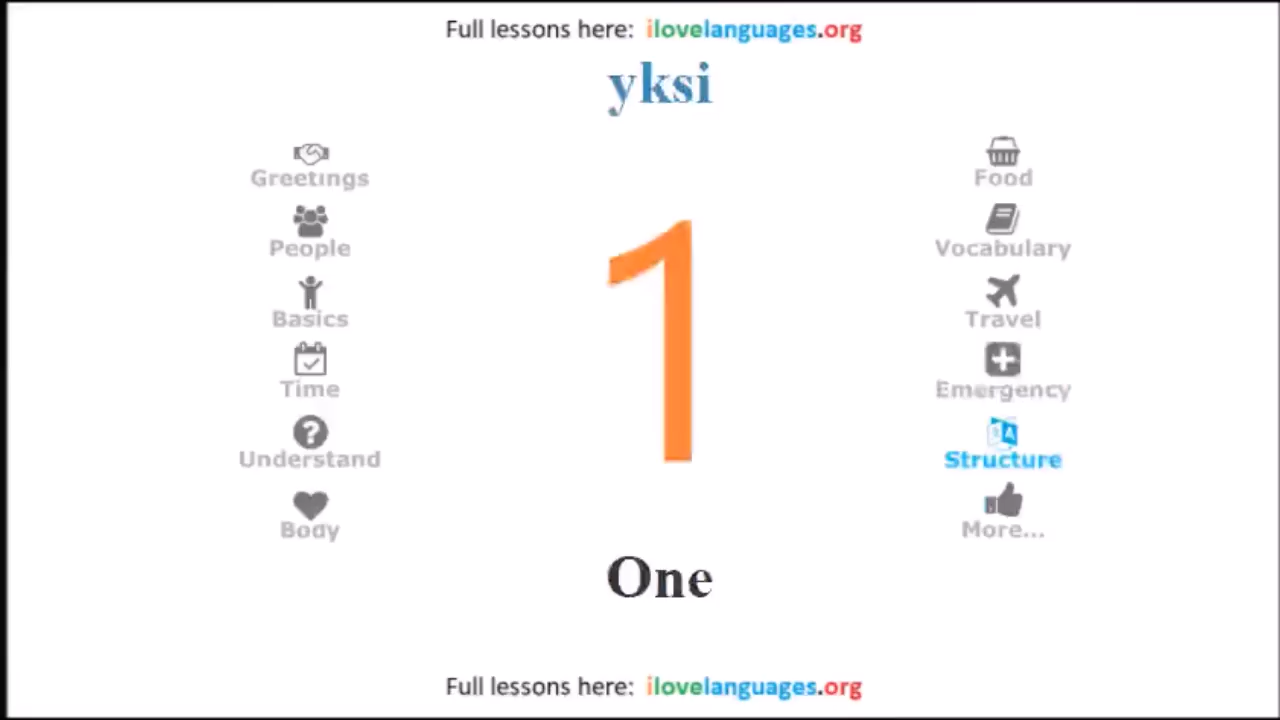 Full lessons here: ilovelanguages.org
yksi
Greetings
People
Basics
Time
Understand
Body
1
Food
Vocabulary
Travel
Emergency
Structure
More...
One
Full lessons here: ilovelanguages.org